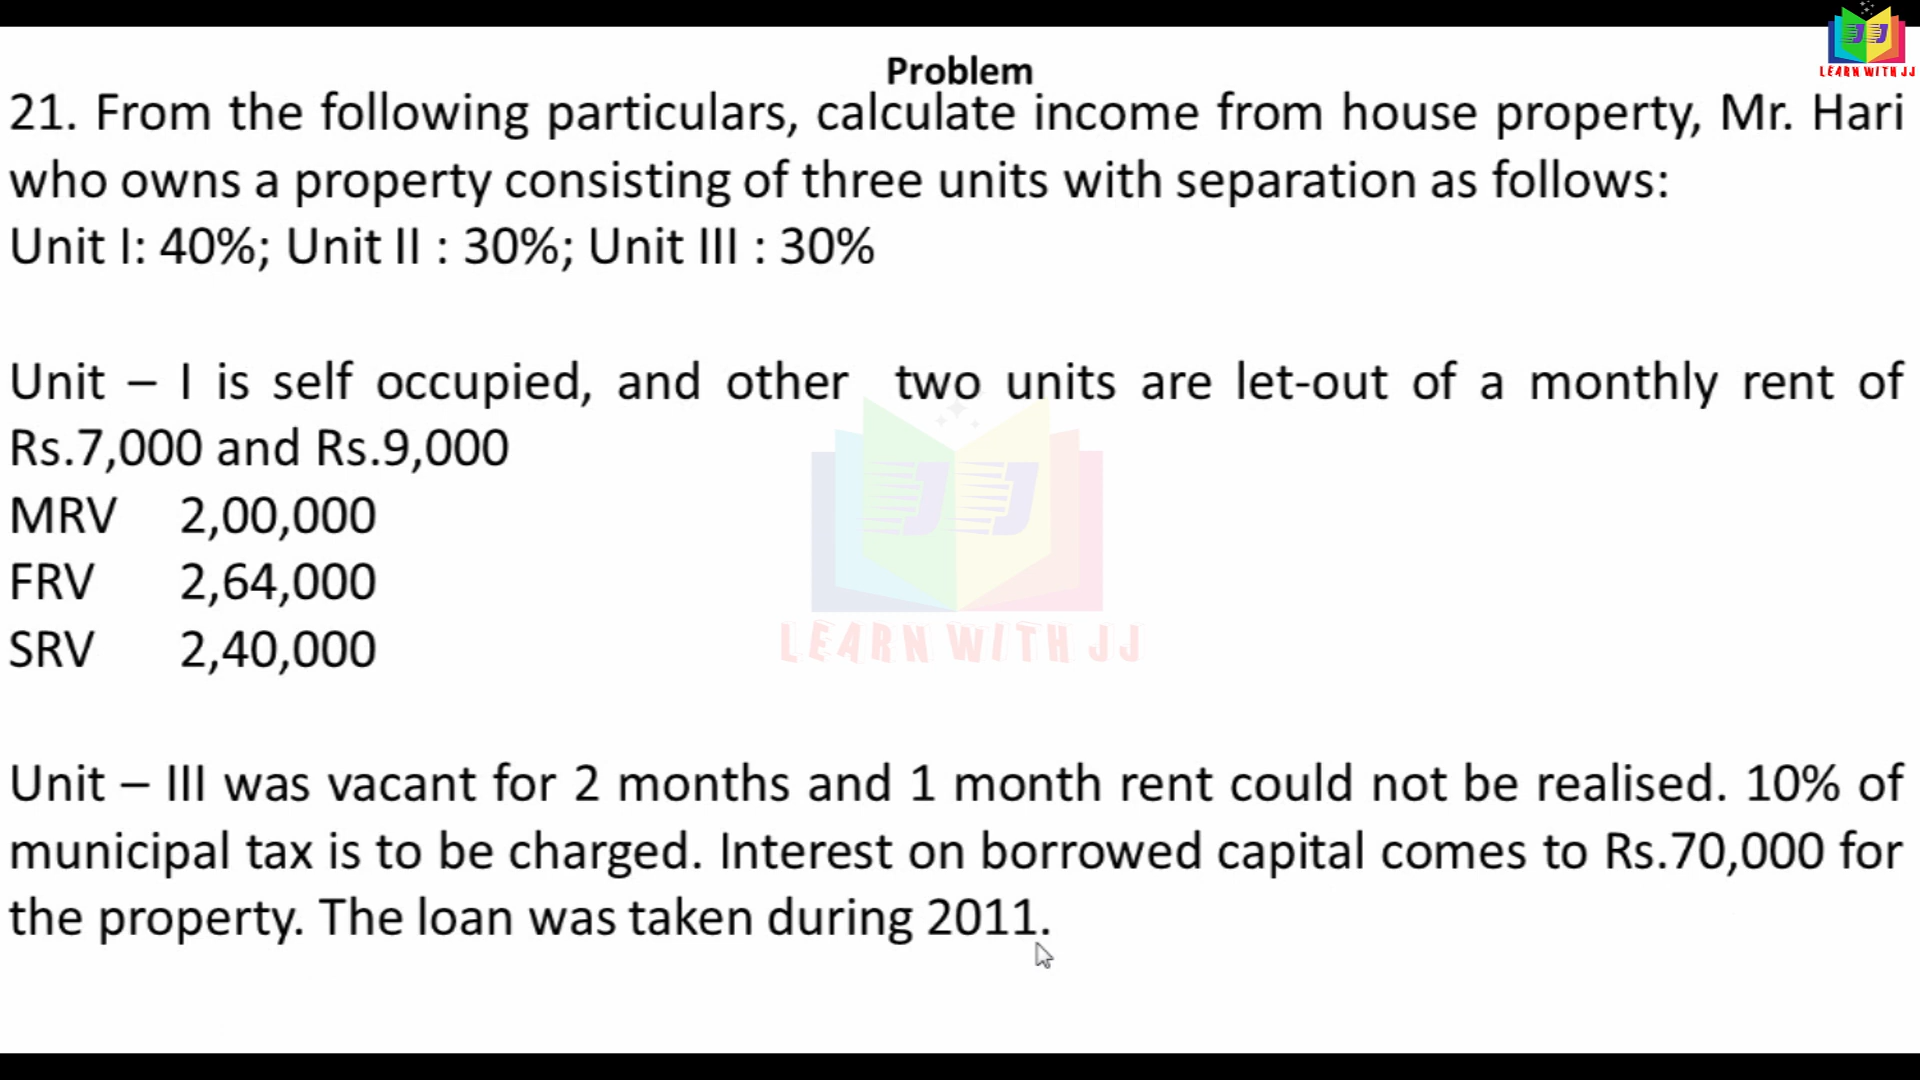 LEARN WITH JJ
Problem
21. From the following particulars, calculate income from house property, Mr. Hari
who owns a property consisting of three units with separation as follows:
Unit I: 40%; Unit II : 30%; Unit III : 30%
Unit – I is self occupied, and other two units are let-out of a monthly rent of
Rs.7,000 and Rs.9,000
MRV 2,00,000
FRV 2,64,000
SRV 2,40,000
JJ
LEARN WITH JJ
Unit – III was vacant for 2 months and 1 month rent could not be realised. 10% of
municipal tax is to be charged. Interest on borrowed capital comes to Rs.70,000 for
the property. The loan was taken during 2011.